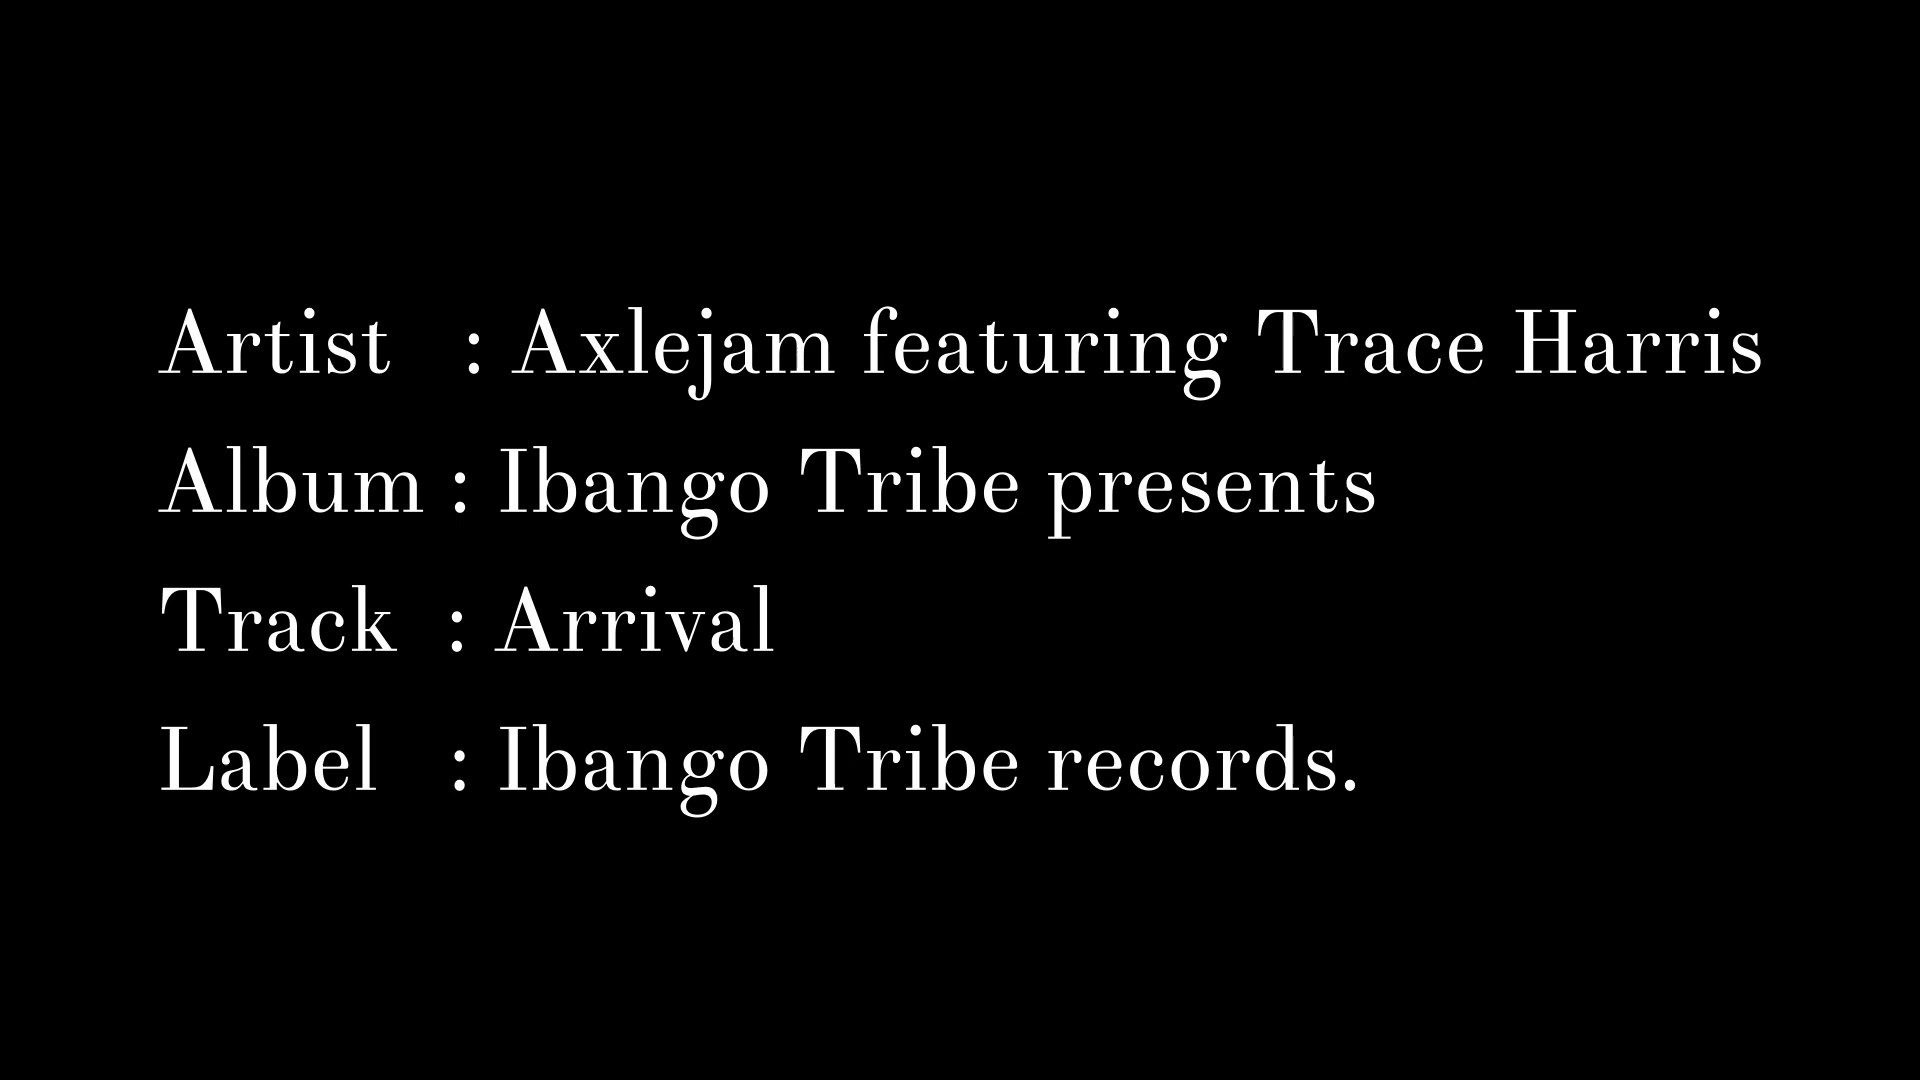 Artist : Axlejam featuring Trace Harris
Album : Ibango Tribe presents
Track : Arrival
Label : Ibango Tribe records.